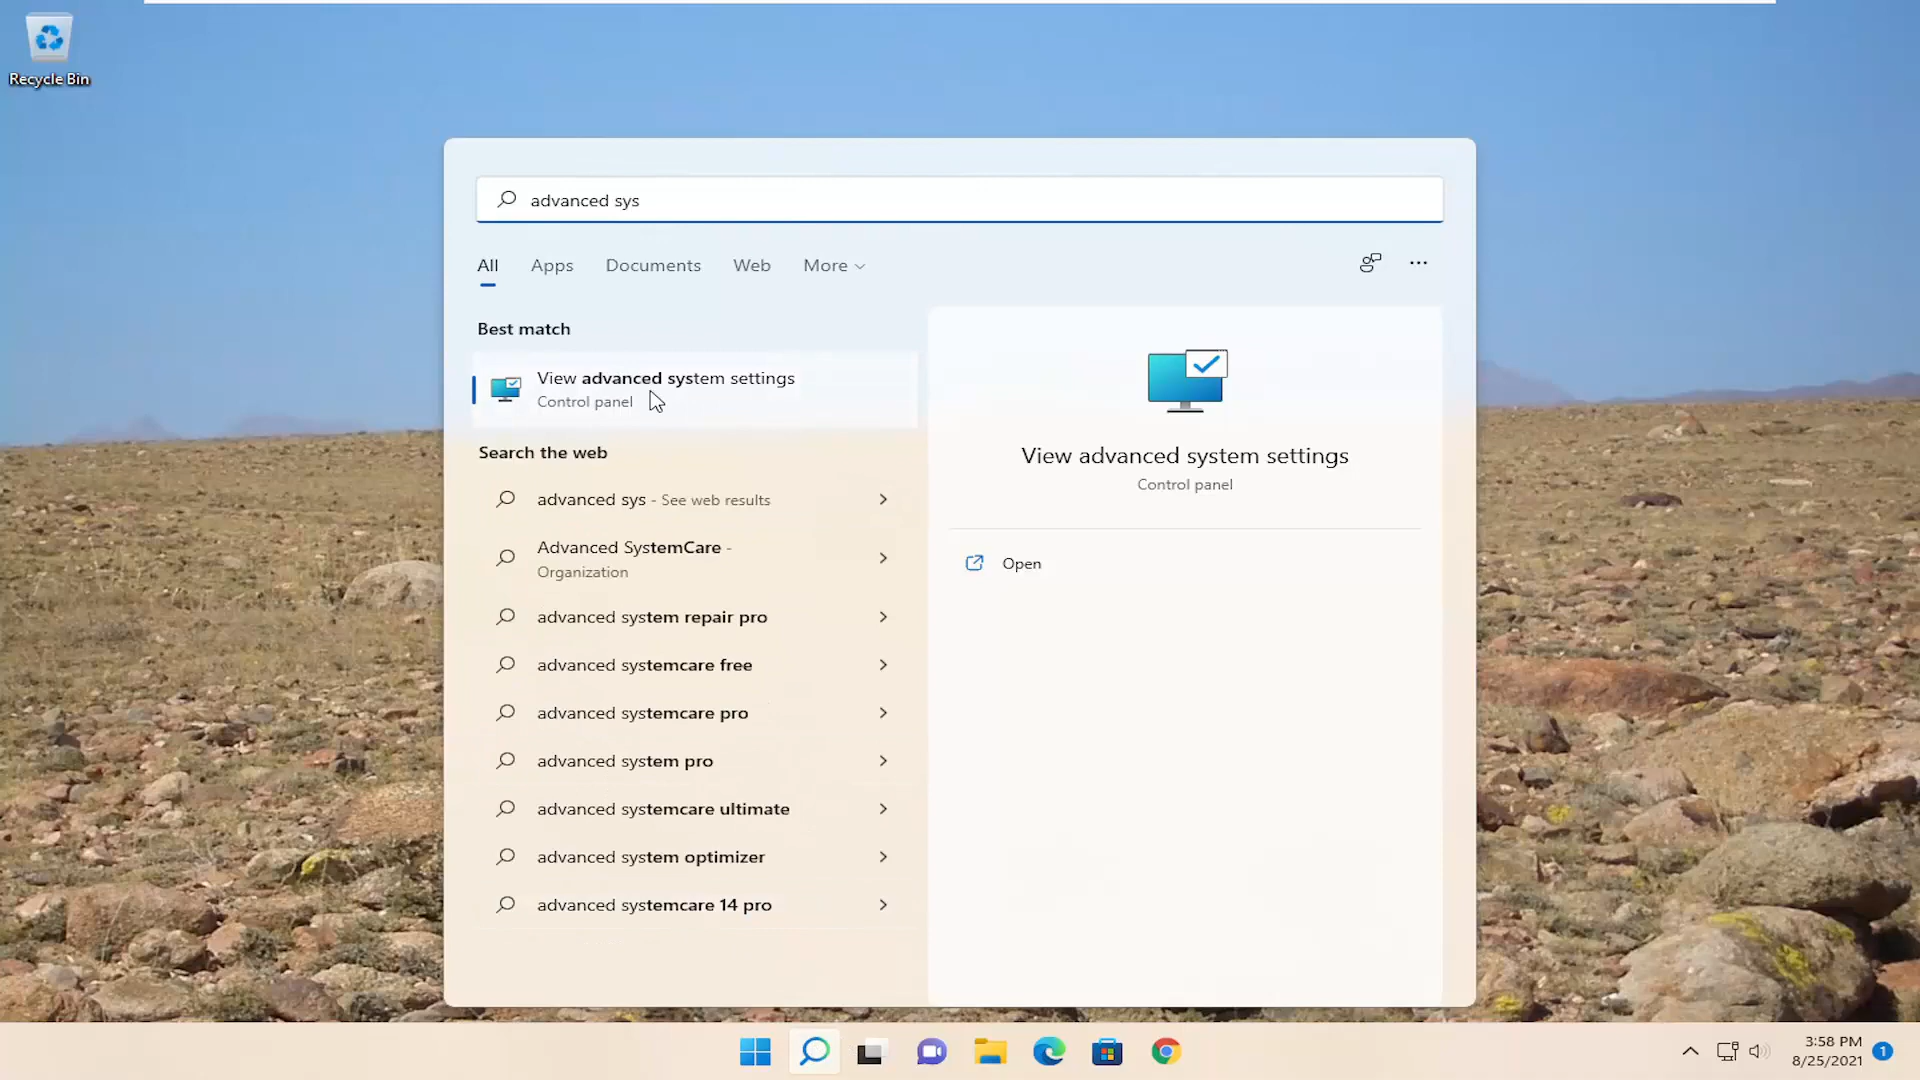 Recycle Bin
advanced sys
All Apps Documents Web More
Best match
View advanced system settings
Control panel
Search the web
advanced sys - See web results
Advanced SystemCare -
Organization
advanced system repair pro
advanced systemcare free
advanced systemcare pro
advanced system pro
advanced systemcare ultimate
advanced system optimizer
advanced systemcare 14 pro
View advanced system settings
Control panel
Open
3:58 PM
8/25/2021
1